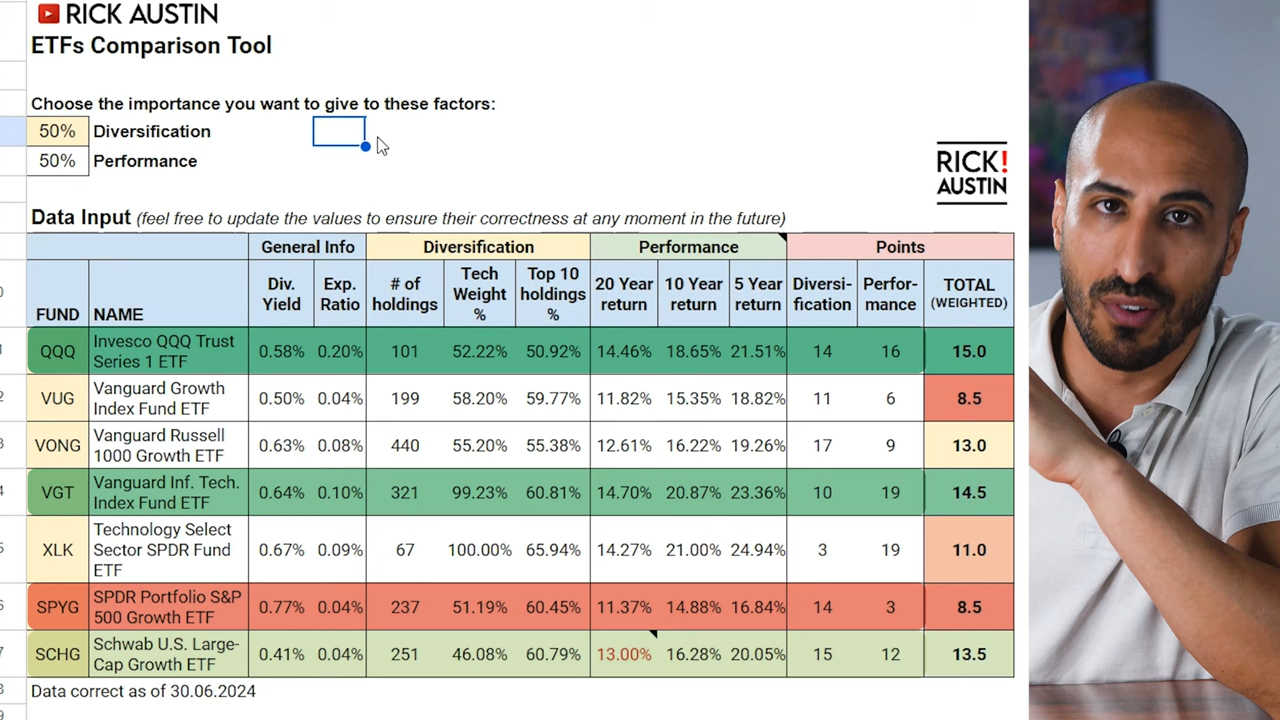 RICK AUSTIN
ETFs Comparison Tool
Choose the importance you want to give to these factors:
50% Diversification
50% Performance
RICK!
AUSTIN
Data Input (feel free to update the values to ensure their correctness at any moment in the future)
General Info Diversification Performance Points
FUND NAME Div. Yield Exp. Ratio # of holdings Tech Weight % Top 10 holdings % 20 Year return 10 Year return 5 Year return Diversi-fication Perfor-mance TOTAL (WEIGHTED)
QQQ Invesco QQQ Trust Series 1 ETF 0.58% 0.20% 101 52.22% 50.92% 14.46% 18.65% 21.51% 14 16 15.0
VUG Vanguard Growth Index Fund ETF 0.50% 0.04% 199 58.20% 59.77% 11.82% 15.35% 18.82% 11 6 8.5
VONG Vanguard Russell 1000 Growth ETF 0.63% 0.08% 440 55.20% 55.38% 12.61% 16.22% 19.26% 17 9 13.0
VGT Vanguard Inf. Tech. Index Fund ETF 0.64% 0.10% 321 99.23% 60.81% 14.70% 20.87% 23.36% 10 19 14.5
XLK Technology Select Sector SPDR Fund ETF 0.67% 0.09% 67 100.00% 65.94% 14.27% 21.00% 24.94% 3 19 11.0
SPYG SPDR Portfolio S&P 500 Growth ETF 0.77% 0.04% 237 51.19% 60.45% 11.37% 14.88% 16.84% 14 3 8.5
SCHG Schwab U.S. Large-Cap Growth ETF 0.41% 0.04% 251 46.08% 60.79% 13.00% 16.28% 20.05% 15 12 13.5
Data correct as of 30.06.2024